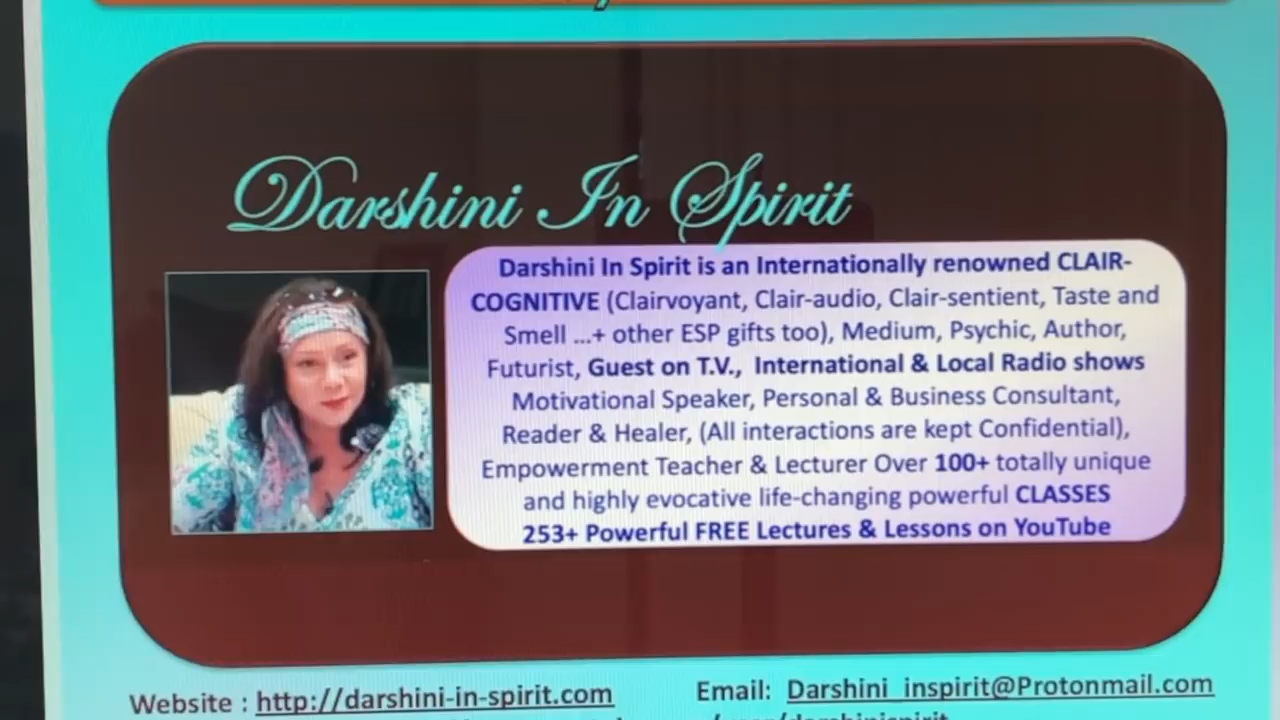 Darshini In Spirit
Darshini In Spirit is an Internationally renowned CLAIR-
COGNITIVE (Clairvoyant, Clair-audio, Clair-sentient, Taste and
Smell ...+ other ESP gifts too), Medium, Psychic, Author,
Futurist, Guest on T.V., International & Local Radio shows
Motivational Speaker, Personal & Business Consultant,
Reader & Healer, (All interactions are kept Confidential),
Empowerment Teacher & Lecturer Over 100+ totally unique
and highly evocative life-changing powerful CLASSES
253+ Powerful FREE Lectures & Lessons on YouTube
Website : http://darshini-in-spirit.com
Email: Darshini_inspirit@Protonmail.com